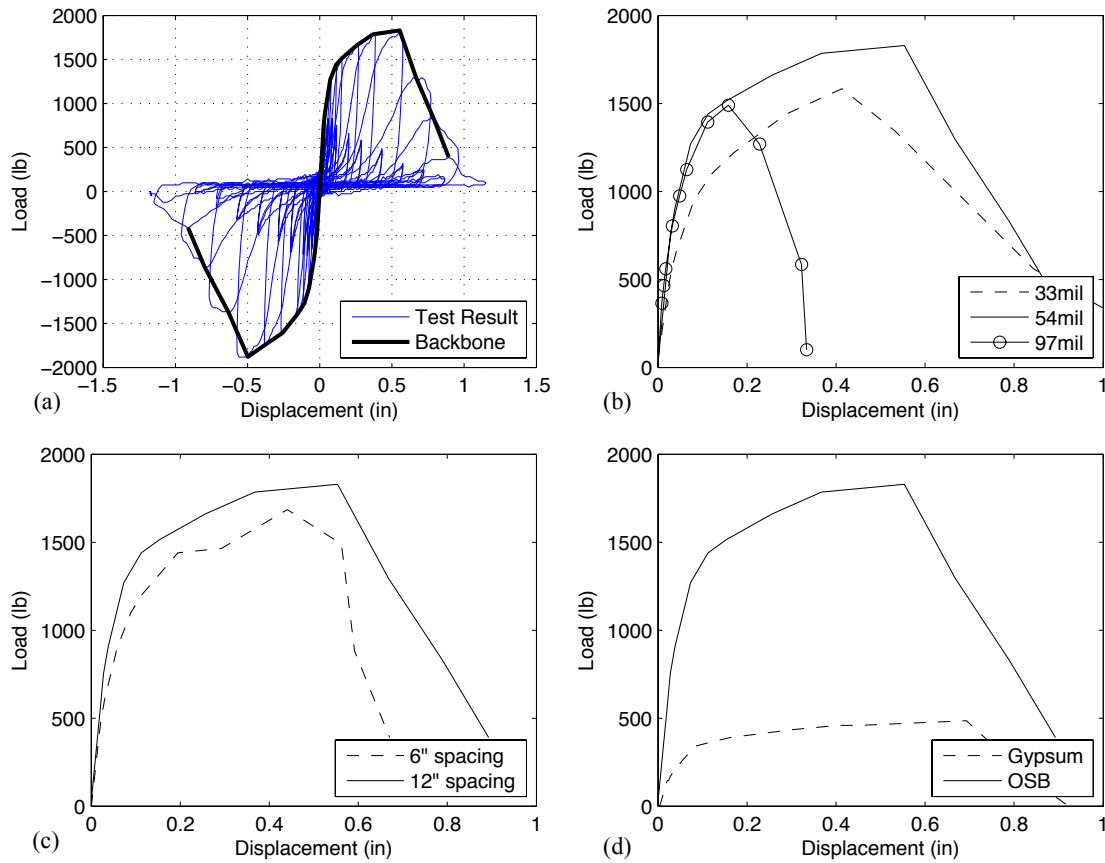 2000
1500
1000
500
0
−500
−1000
−1500
−2000
−1.5 −1 −0.5 0 0.5 1 1.5
Load (lb)
Displacement (in)
Test Result
Backbone
(a)
2000
1500
1000
500
0
0 0.2 0.4 0.6 0.8 1
Load (lb)
Displacement (in)
33mil
54mil
97mil
(b)
2000
1500
1000
500
0
0 0.2 0.4 0.6 0.8 1
Load (lb)
Displacement (in)
6" spacing
12" spacing
(c)
2000
1500
1000
500
0
0 0.2 0.4 0.6 0.8 1
Load (lb)
Displacement (in)
Gypsum
OSB
(d)